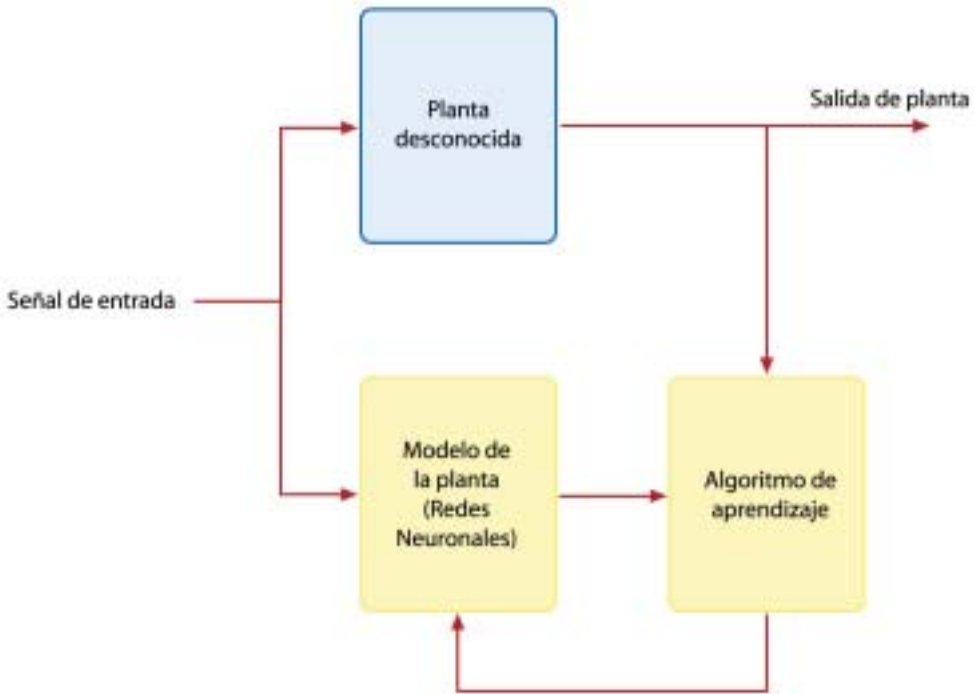 Planta
desconocida
Salida de planta
Señal de entrada
Modelo de
la planta
(Redes
Neuronales)
Algoritmo de
aprendizaje